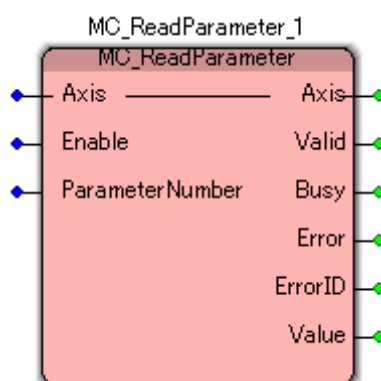 MC_ReadParameter_1
MC_ReadParameter
Axis Axis
Enable Valid
ParameterNumber Busy
Error
ErrorID
Value